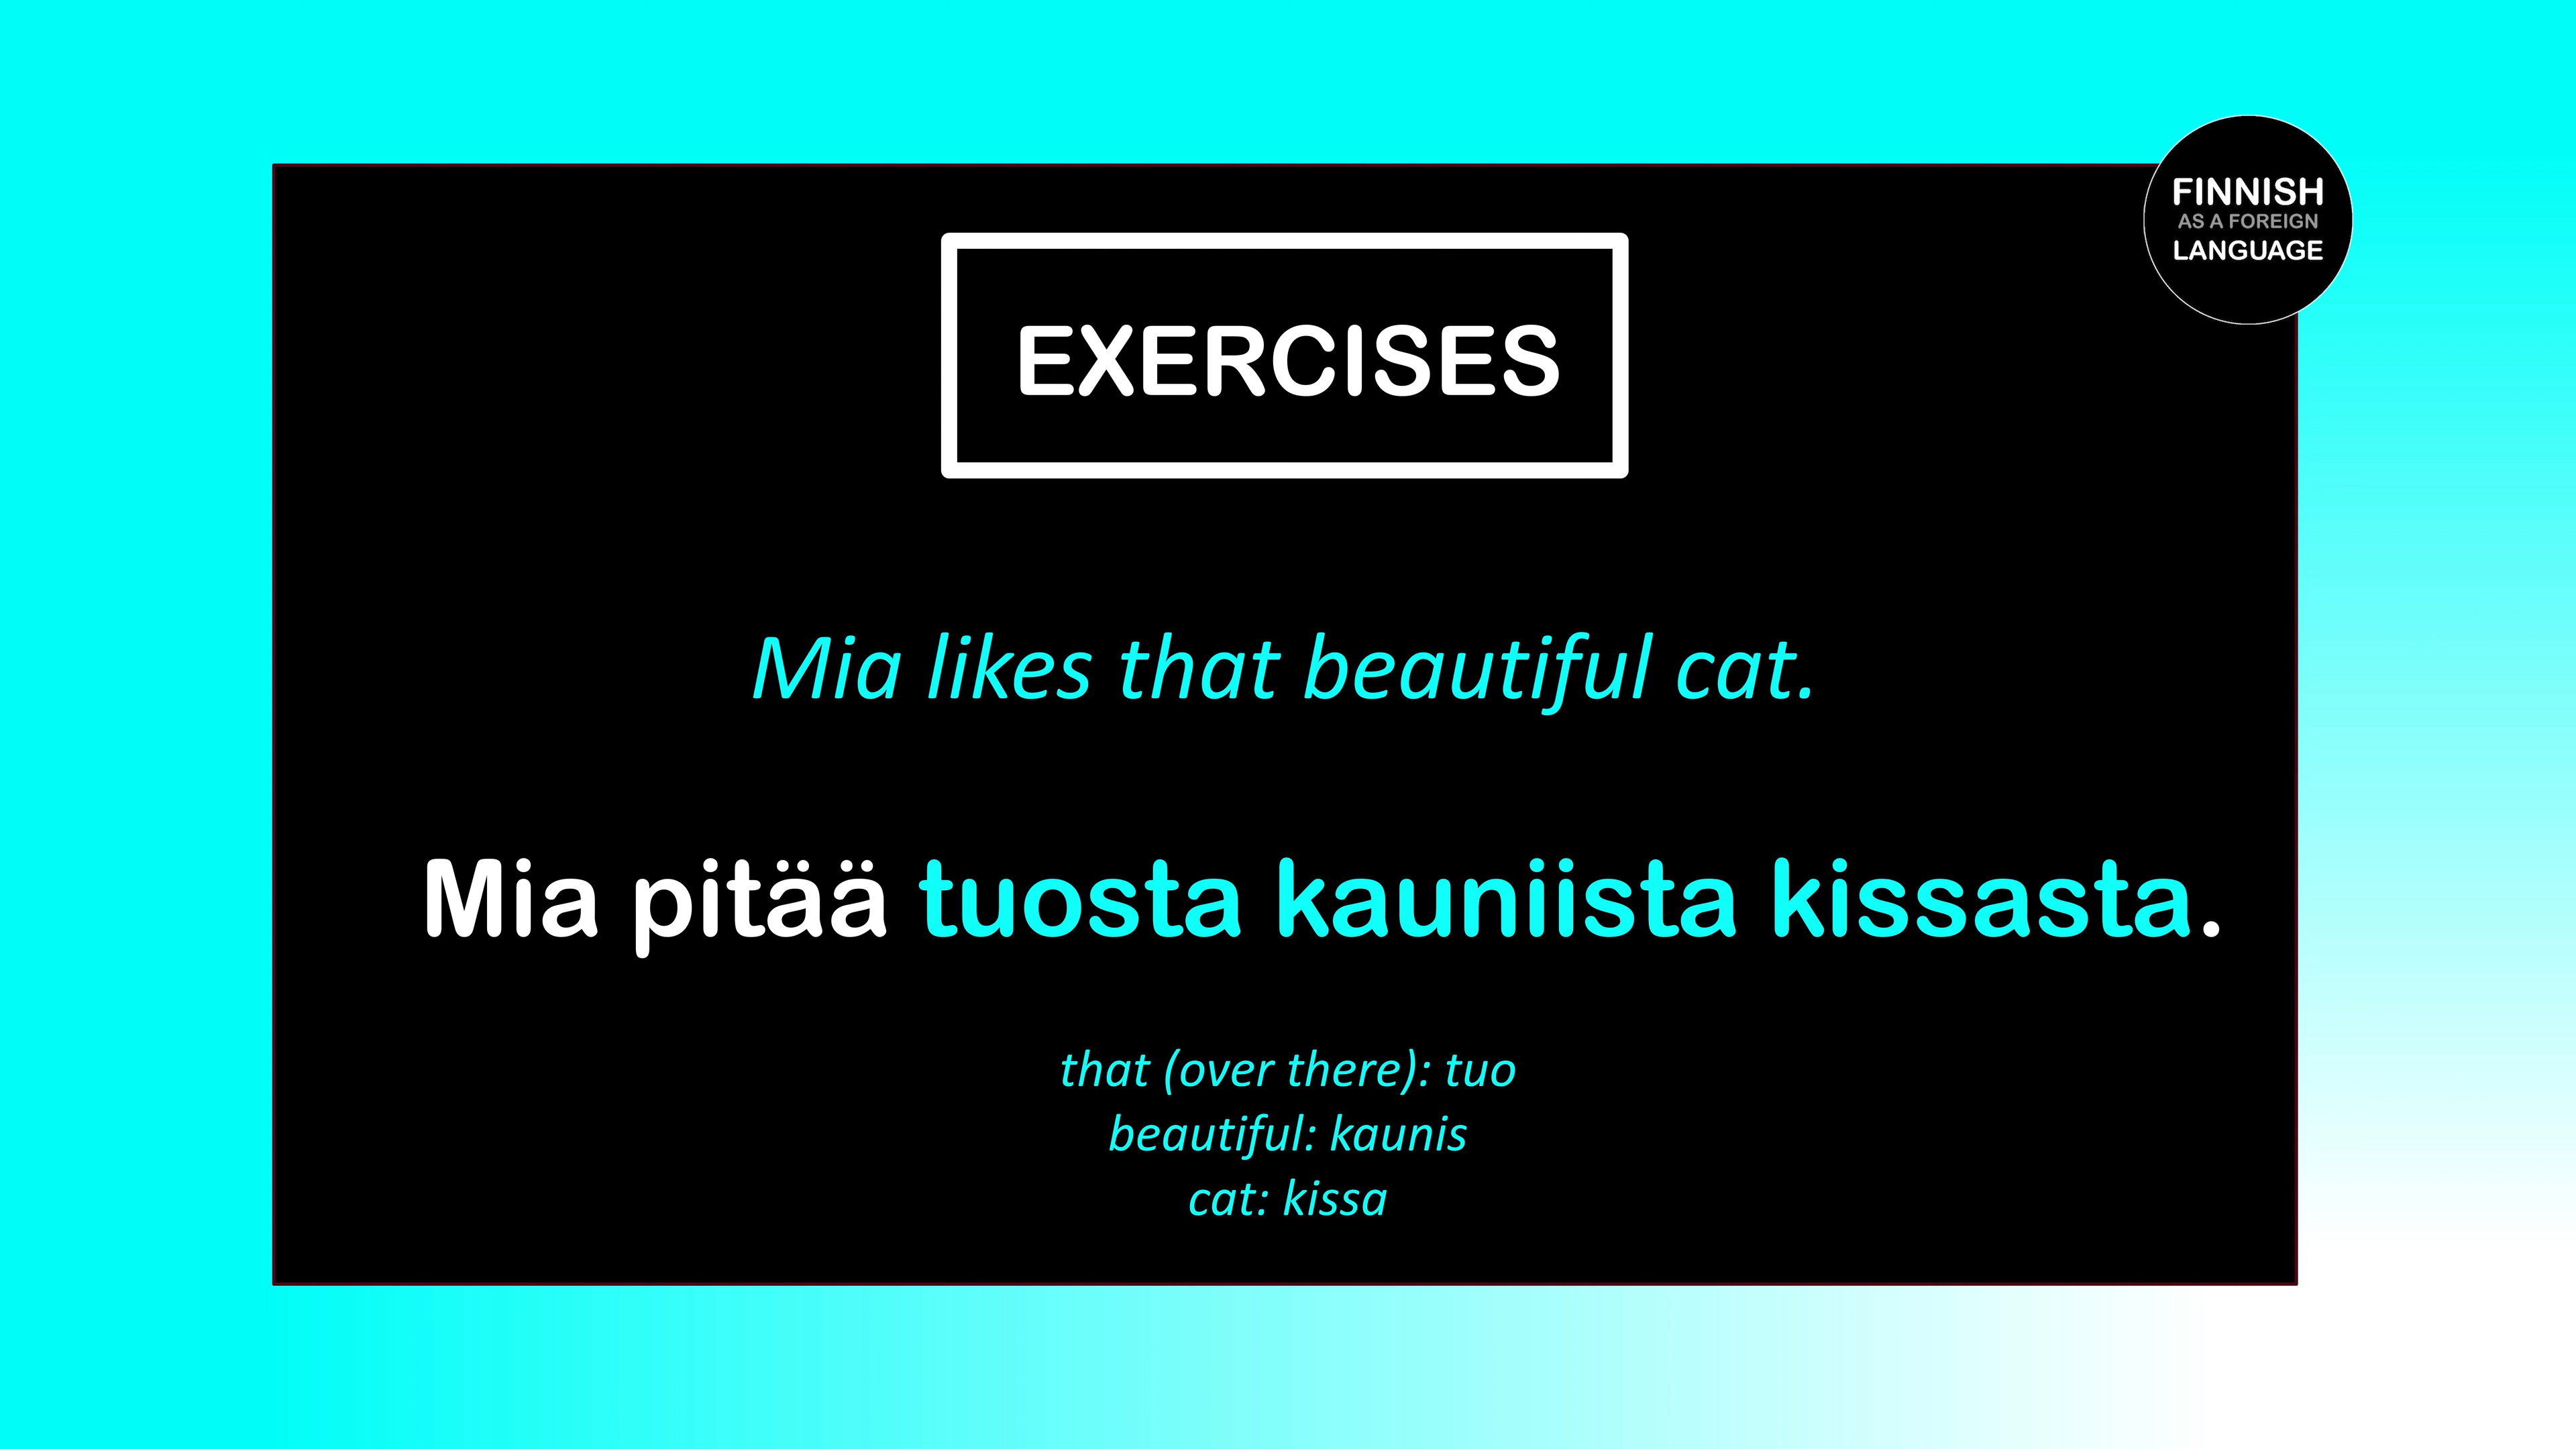 FINNISH
AS A FOREIGN
LANGUAGE
EXERCISES
Mia likes that beautiful cat.
Mia pitää tuosta kauniista kissasta.
that (over there): tuo
beautiful: kaunis
cat: kissa